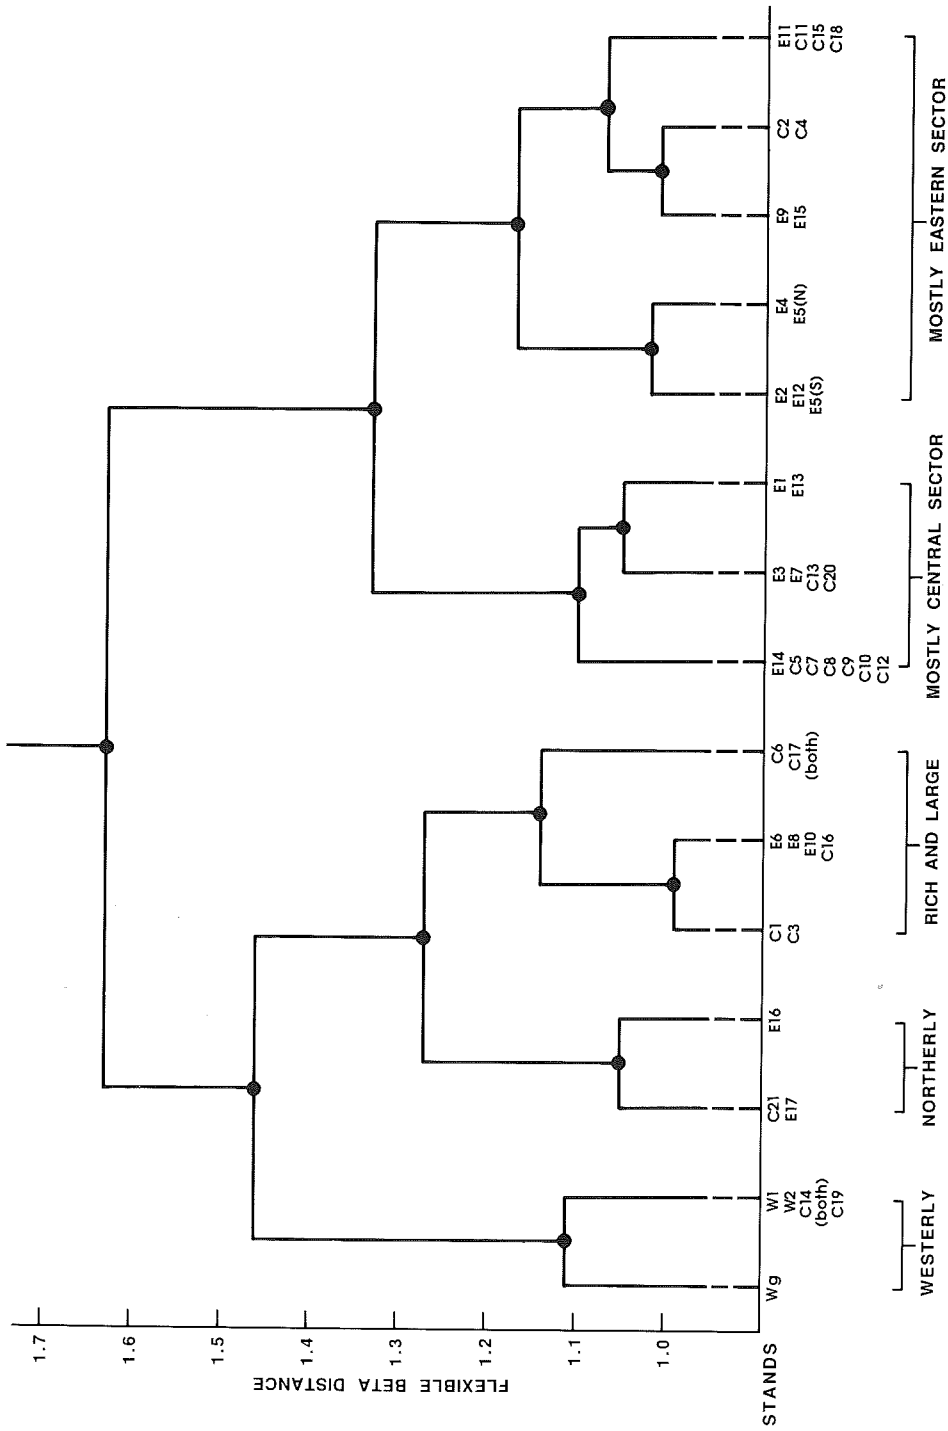 1.7
1.6
1.5
1.4
1.3
1.2
1.1
1.0
FLEXIBLE BETA DISTANCE
STANDS
Wg
W1
W2
C14
(both)
C19
C21
E17
E16
C1
C3
E6
E8
E10
C16
C6
C17
(both)
E14
C5
C7
C8
C9
C10
C12
E3
E7
C13
C20
E1
E13
E2
E12
E5(S)
E4
E5(N)
E9
E15
C2
C4
E11
C11
C15
C18
WESTERLY
NORTHERLY
RICH AND LARGE
MOSTLY CENTRAL SECTOR
MOSTLY EASTERN SECTOR